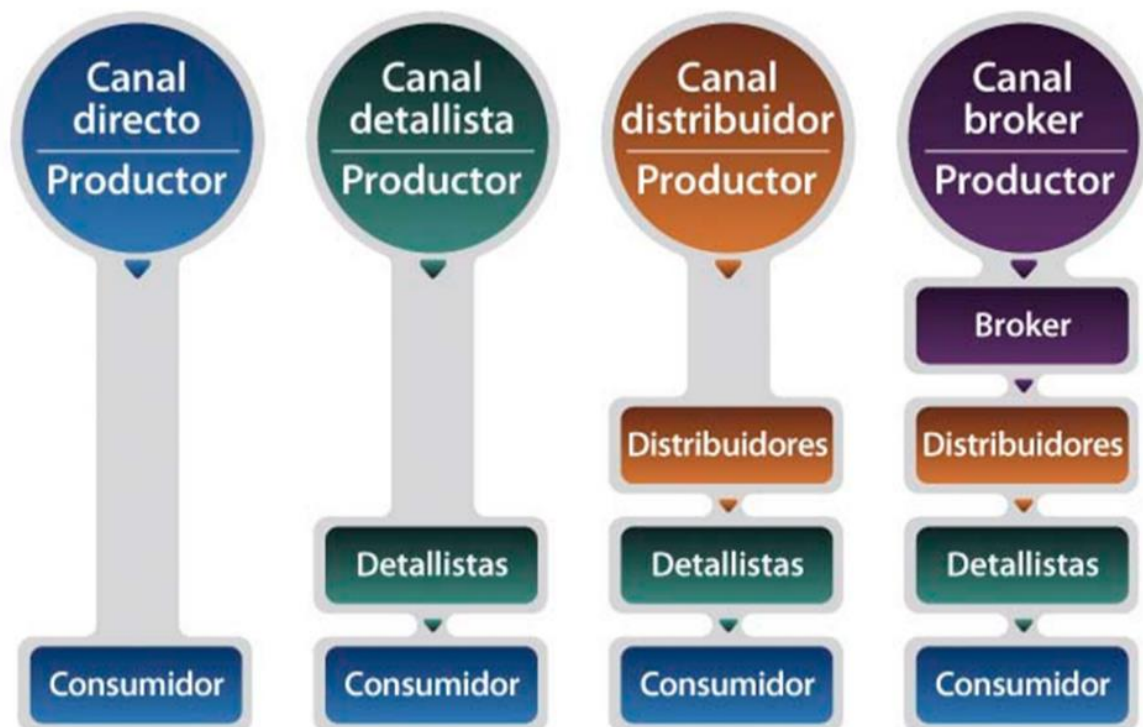 Canal
directo
Productor
Consumidor
Canal
detallista
Productor
Detallistas
Consumidor
Canal
distribuidor
Productor
Distribuidores
Detallistas
Consumidor
Canal
broker
Productor
Broker
Distribuidores
Detallistas
Consumidor